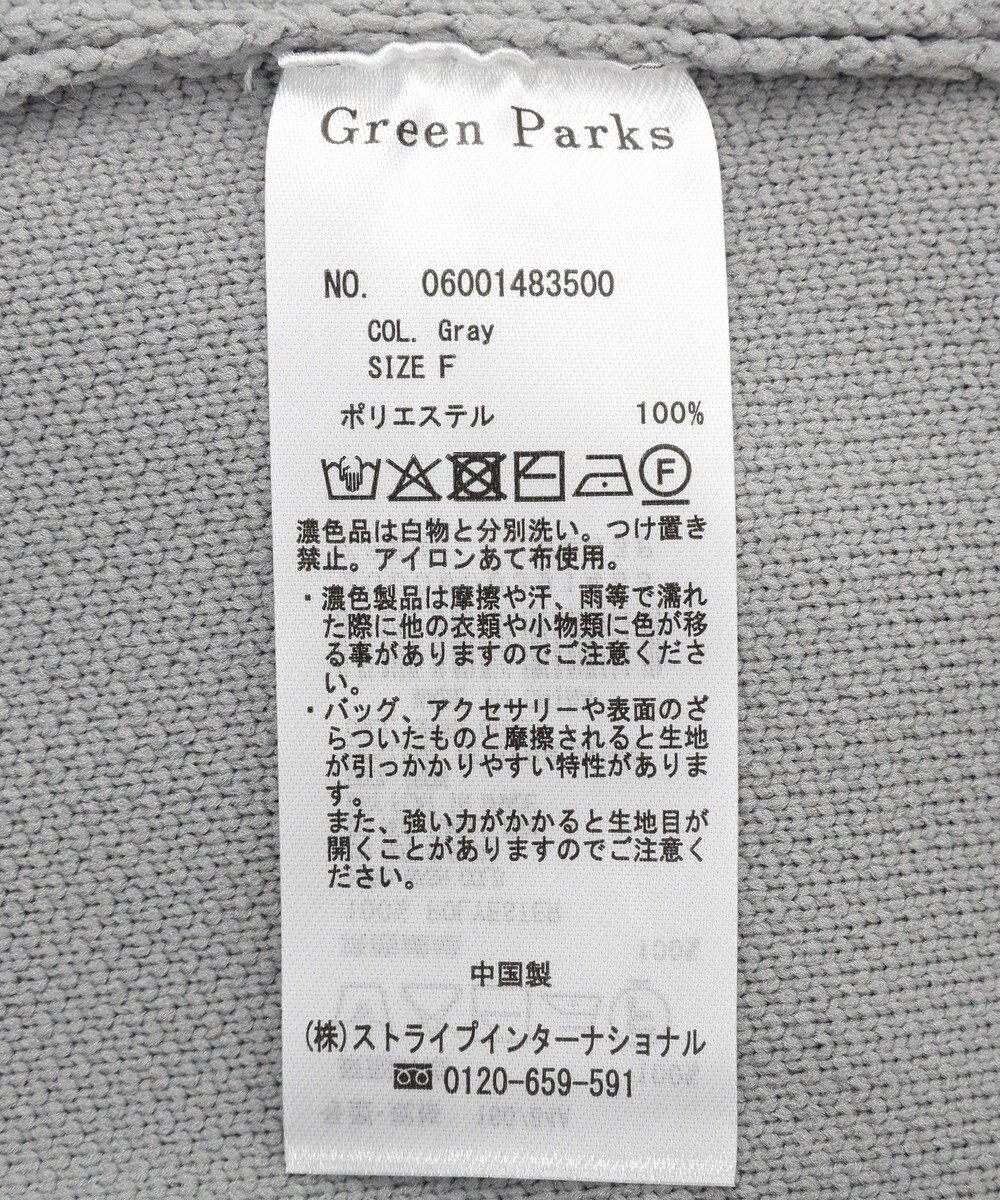 Green Parks
NO. 06001483500
COL. Gray
SIZE F
ポリエステル 100%
F
濃色品は白物と分別洗い。つけ置き
禁止。アイロンあて布使用。
・濃色製品は摩擦や汗、雨等で濡れ
た際に他の衣類や小物類に色が移
る事がありますのでご注意くださ
い。
・バッグ、アクセサリーや表面のざ
らついたものと摩擦されると生地
が引っかかりやすい特性がありま
す。
また、強い力がかかると生地目が
開くことがありますのでご注意く
ださい。
100% POLYESTER
100%
中国製
(株)ストライプインターナショナル
0120-659-591